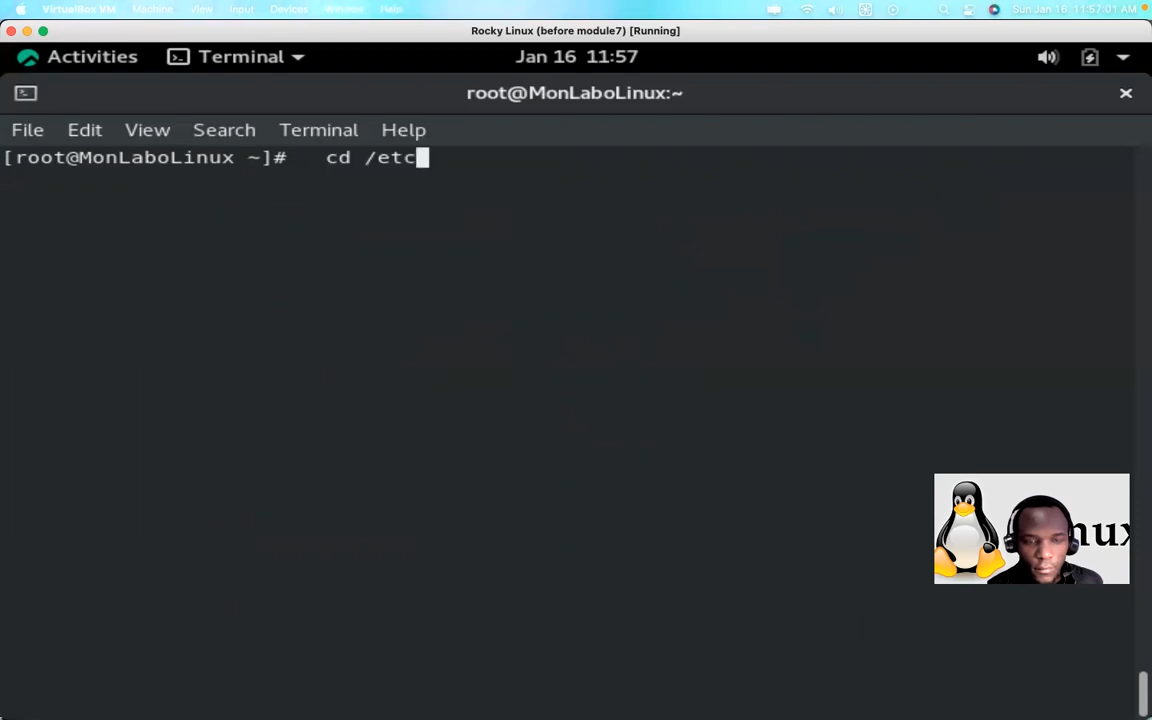 VirtualBox VM Machine View Input Devices Window Help Sun Jan 16 11:57:01 AM
Rocky Linux (before module7) [Running]
Activities Terminal Jan 16 11:57
root@MonLaboLinux:~
File Edit View Search Terminal Help
[root@MonLaboLinux ~]#   cd /etc
nux